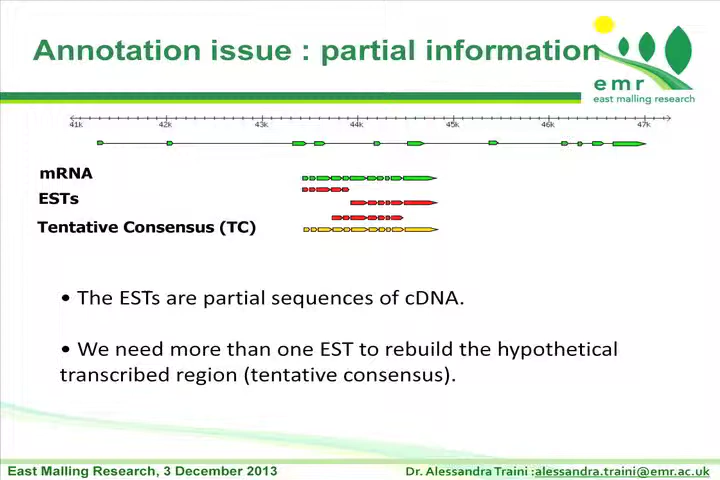 Annotation issue : partial information
emr
east malling research
41k 42k 43k 44k 45k 46k 47k
mRNA
ESTs
Tentative Consensus (TC)
• The ESTs are partial sequences of cDNA.
• We need more than one EST to rebuild the hypothetical
transcribed region (tentative consensus).
East Malling Research, 3 December 2013
Dr. Alessandra Traini :alessandra.traini@emr.ac.uk